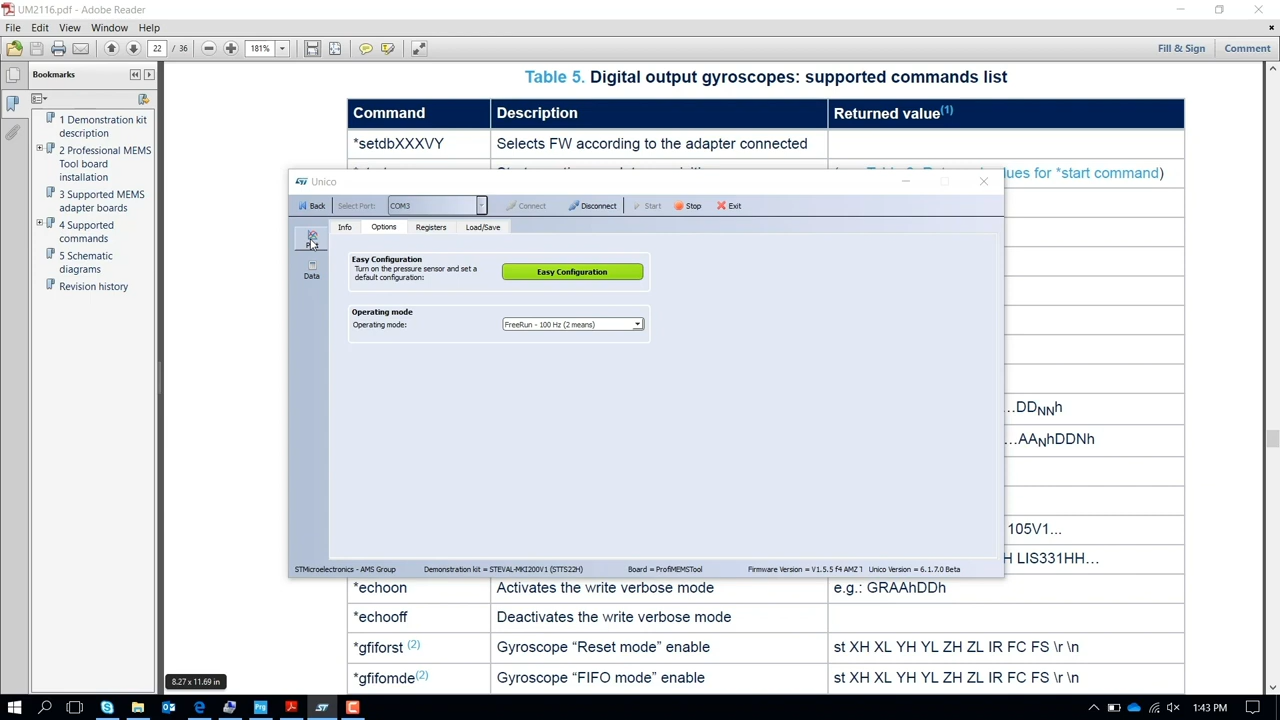 UM2116.pdf - Adobe Reader
File Edit View Window Help
22 / 36 181% Fill & Sign Comment
Bookmarks
1 Demonstration kit
description
2 Professional MEMS
Tool board
installation
3 Supported MEMS
adapter boards
4 Supported
commands
5 Schematic
diagrams
Revision history
Table 5. Digital output gyroscopes: supported commands list
Command Description Returned value(1)
*setdbXXXVY Selects FW according to the adapter connected
lues for *start command)
Unico
Back Select Port: COM3 Connect Disconnect Start Stop Exit
Info Options Registers Load/Save
Data
Easy Configuration
Turn on the pressure sensor and set a
default configuration:
Easy Configuration
Operating mode
Operating mode: FreeRun - 100 Hz (2 means)
STMicroelectronics - AMS Group Demonstration kit = STEVAL-MKI200V1 (STTS22H) Board = ProfiMEMSTool Firmware Version = V1.5.5 f4 AMZ T Unico Version = 6.1.7.0 Beta
…DDNNh
…AANhDDNh
105V1...
H LIS331HH…
*echoon Activates the write verbose mode e.g.: GRAAhDDh
*echooff Deactivates the write verbose mode
*gfiforst (2) Gyroscope “Reset mode” enable st XH XL YH YL ZH ZL IR FC FS \r \n
*gfifomde(2) Gyroscope “FIFO mode” enable st XH XL YH YL ZH ZL IR FC FS \r \n
8.27 x 11.69 in
1:43 PM